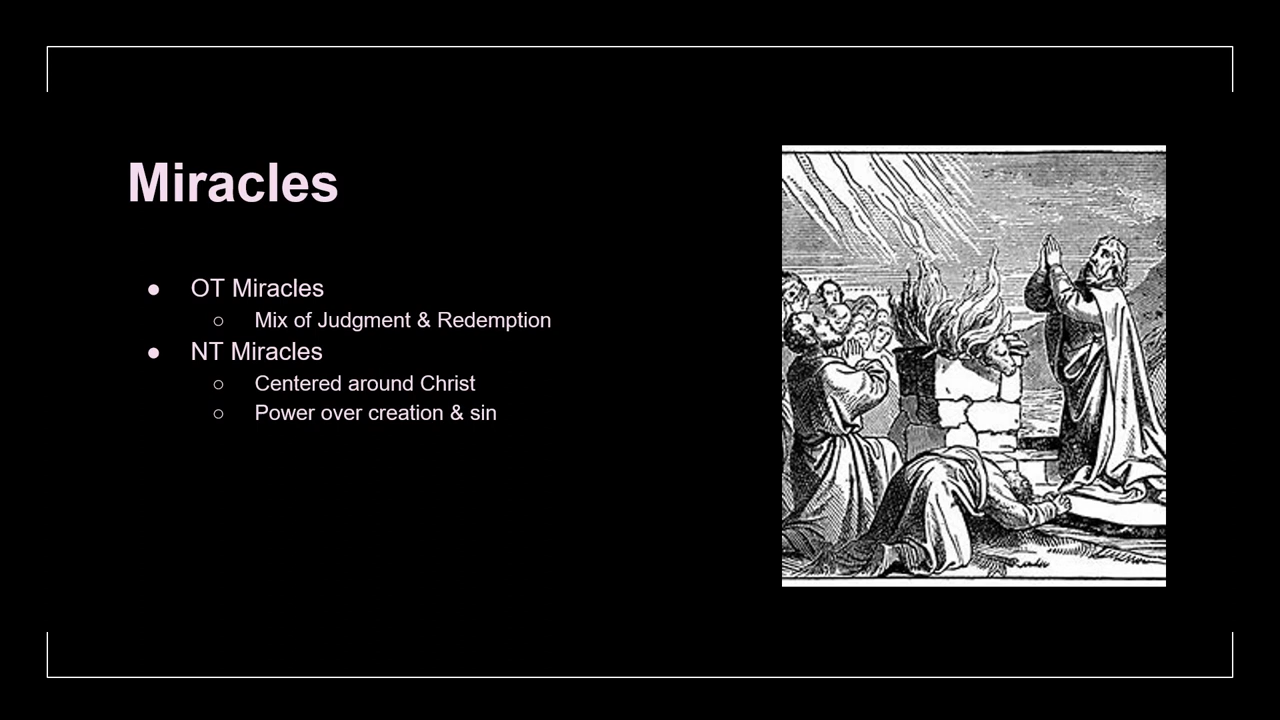 Miracles
● OT Miracles
○ Mix of Judgment & Redemption
● NT Miracles
○ Centered around Christ
○ Power over creation & sin